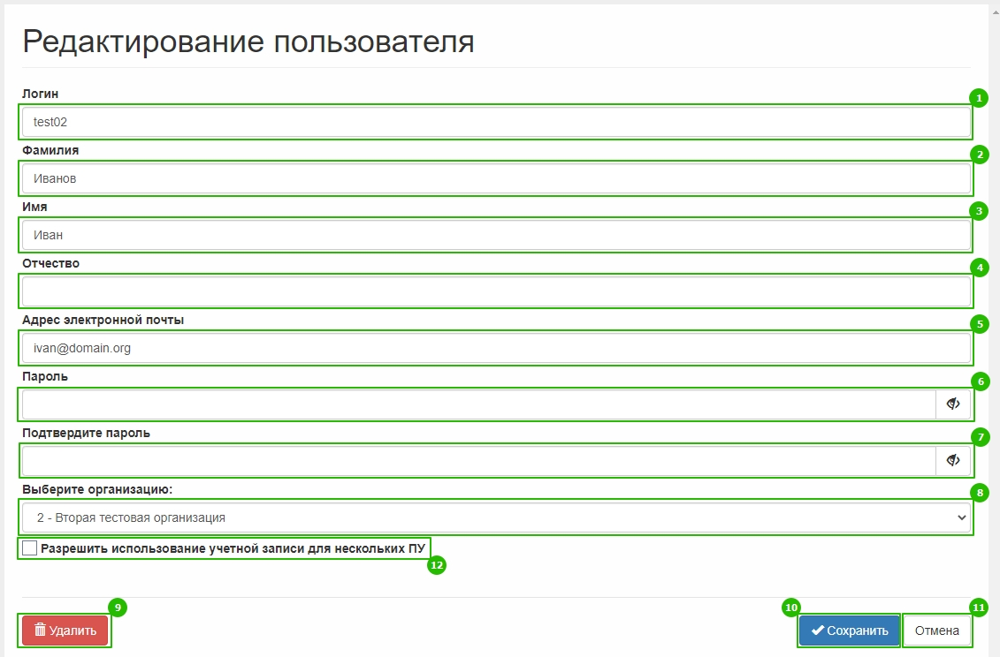 Редактирование пользователя
Логин
1
test02
Фамилия
2
Иванов
Имя
3
Иван
Отчество
4
Адрес электронной почты
5
ivan@domain.org
Пароль
6
Подтвердите пароль
7
Выберите организацию:
8
2 - Вторая тестовая организация
Разрешить использование учетной записи для нескольких ПУ
12
9 10 11
Удалить Сохранить Отмена